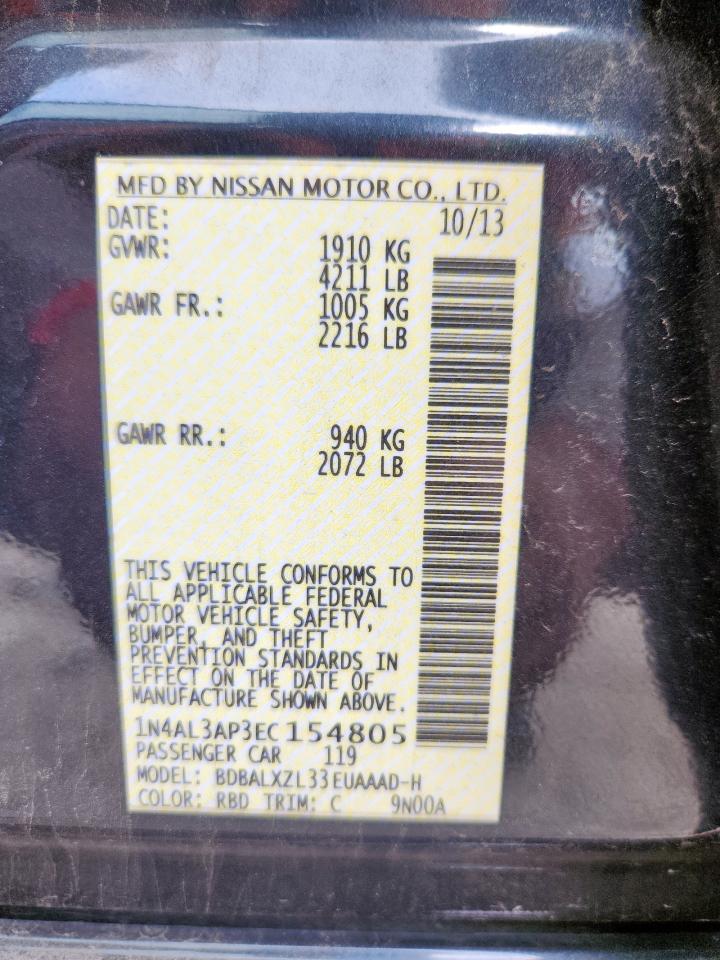 MFD BY NISSAN MOTOR CO., LTD.
DATE: 10/13
GVWR: 1910 KG
4211 LB
GAWR FR.: 1005 KG
2216 LB
GAWR RR.: 940 KG
2072 LB
THIS VEHICLE CONFORMS TO
ALL APPLICABLE FEDERAL
MOTOR VEHICLE SAFETY,
BUMPER, AND THEFT
PREVENTION STANDARDS IN
EFFECT ON THE DATE OF
MANUFACTURE SHOWN ABOVE.
1N4AL3AP3EC154805
PASSENGER CAR 119
MODEL: BDBALXZL33EUAAAD-H
COLOR: RBD TRIM: C 9N00A